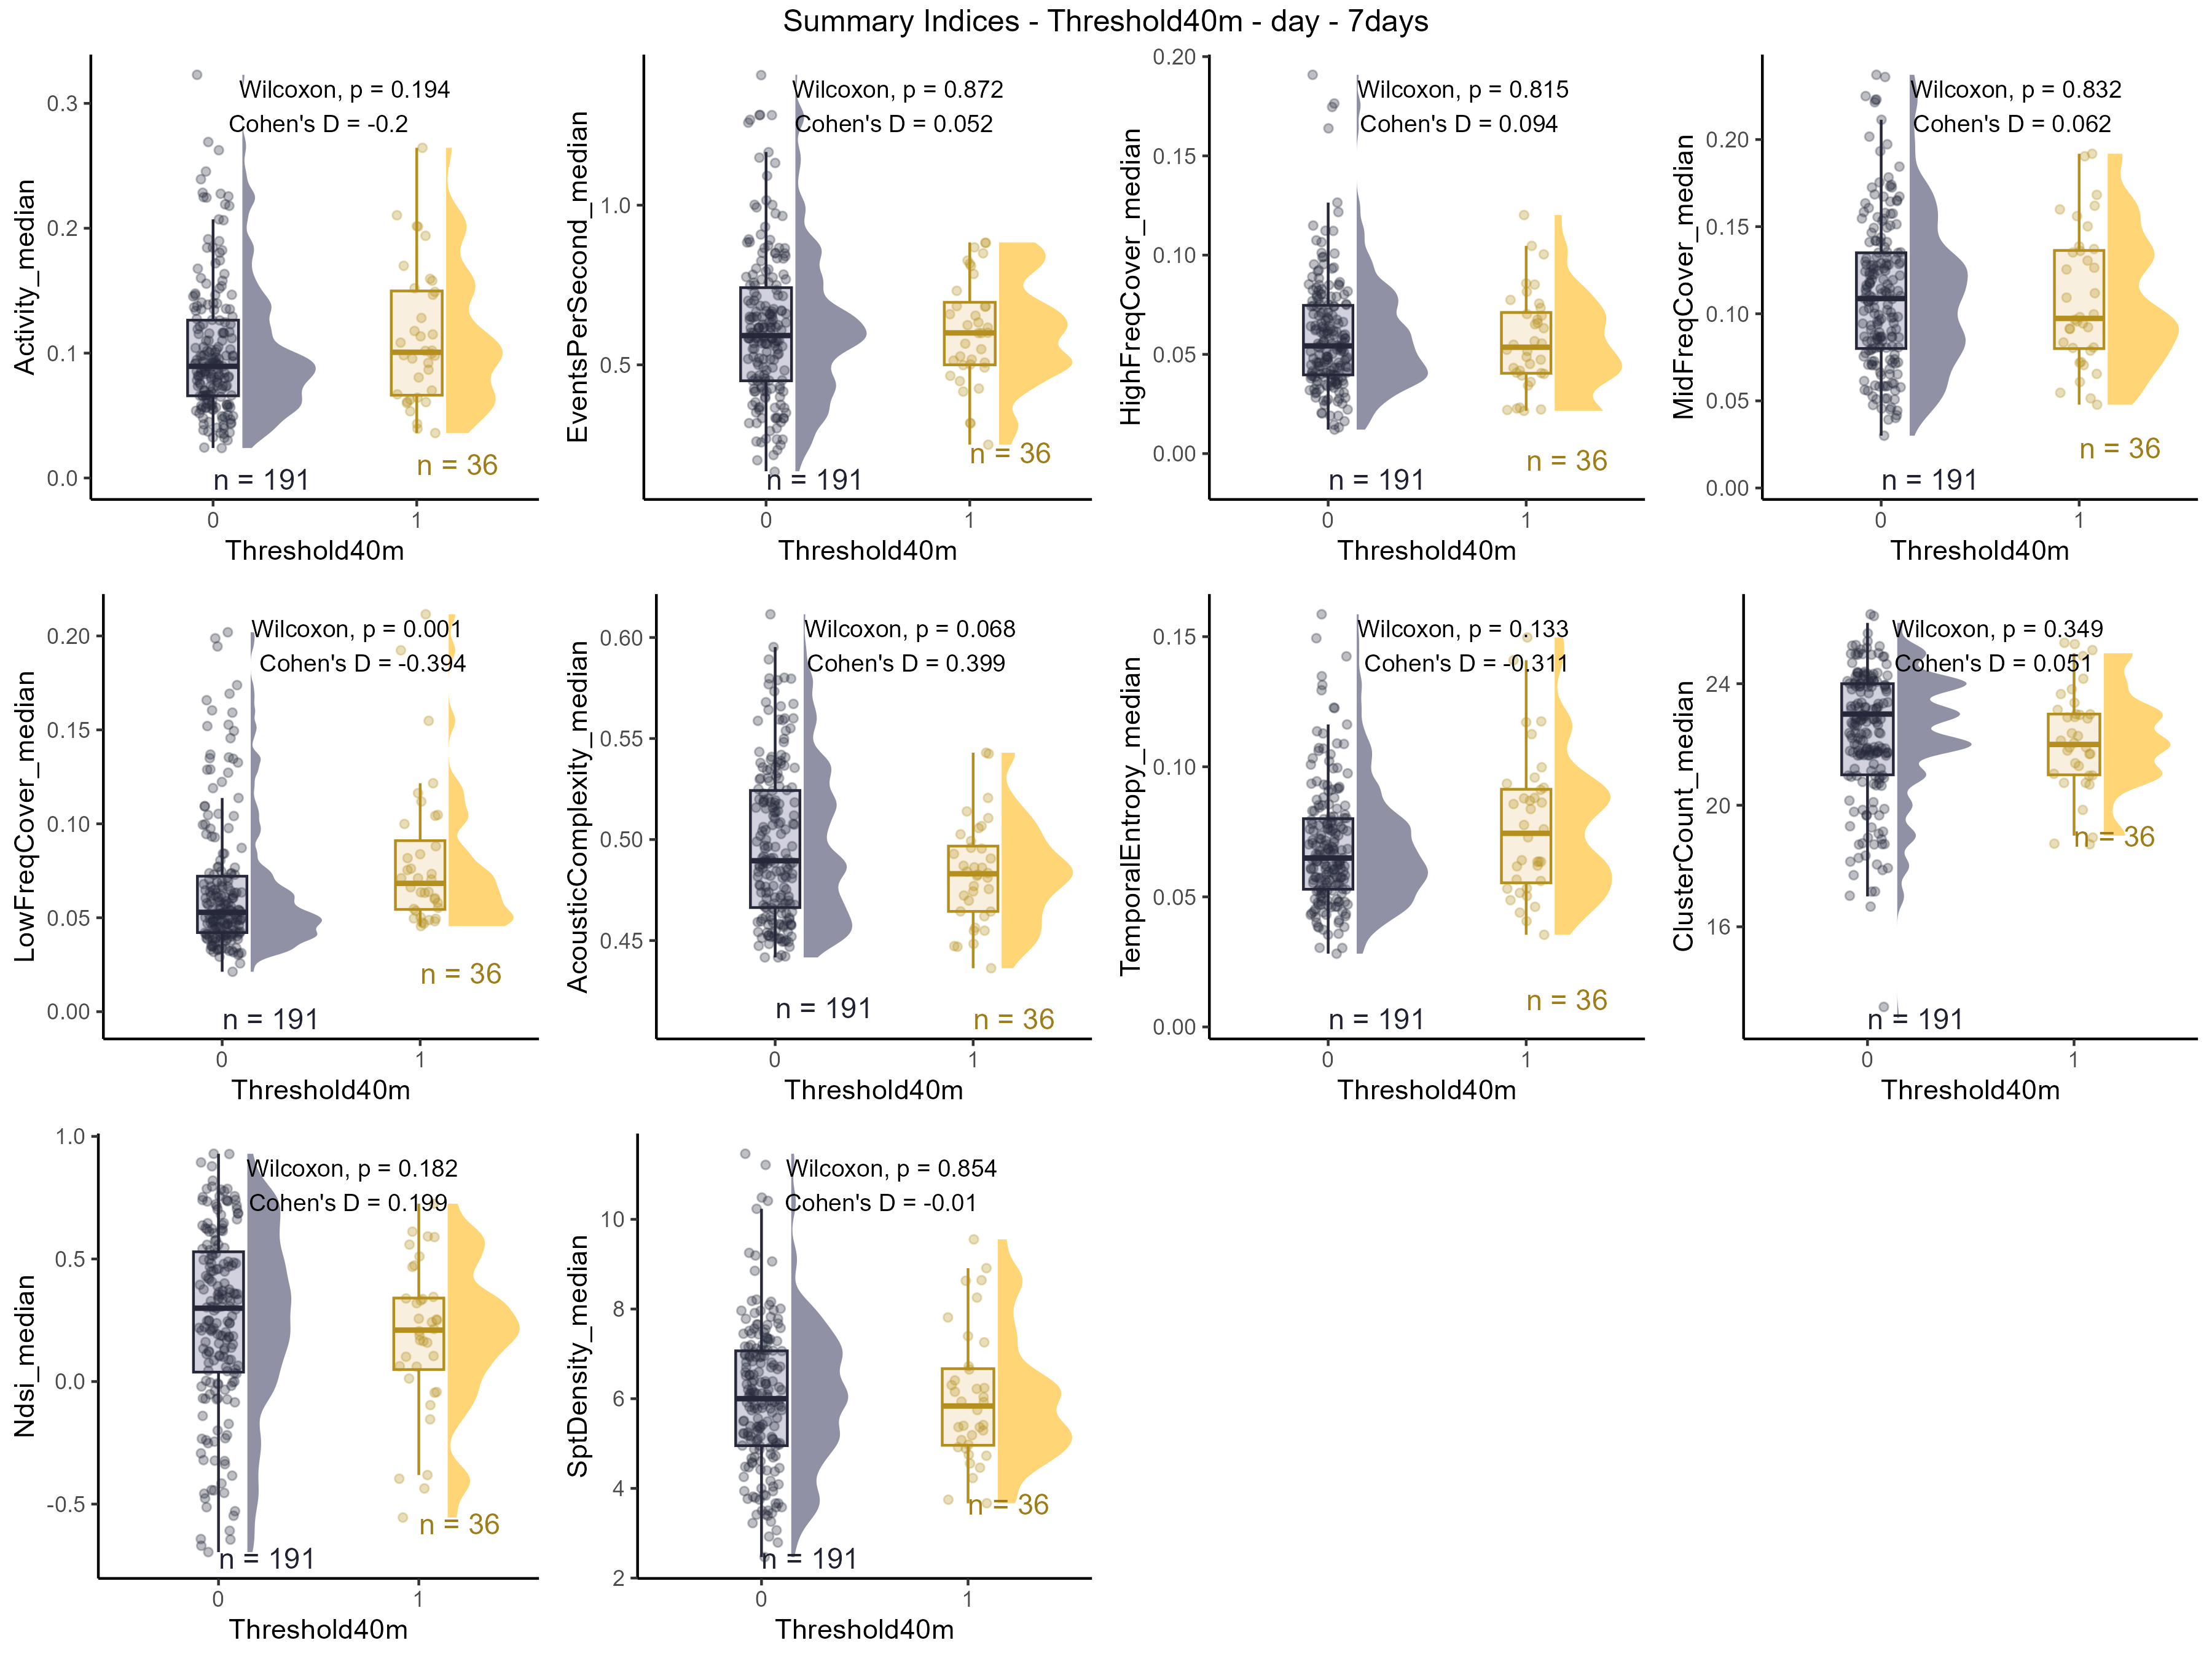 Summary Indices - Threshold40m - day - 7days
Activity_median
0.3
0.2
0.1
0.0
Wilcoxon, p = 0.194
Cohen's D = -0.2
n = 191
n = 36
0
1
Threshold40m
EventsPerSecond_median
1.0
0.5
Wilcoxon, p = 0.872
Cohen's D = 0.052
n = 191
n = 36
0
1
Threshold40m
HighFreqCover_median
0.20
0.15
0.10
0.05
0.00
Wilcoxon, p = 0.815
Cohen's D = 0.094
n = 191
n = 36
0
1
Threshold40m
MidFreqCover_median
0.20
0.15
0.10
0.05
0.00
Wilcoxon, p = 0.832
Cohen's D = 0.062
n = 191
n = 36
0
1
Threshold40m
LowFreqCover_median
0.20
0.15
0.10
0.05
0.00
Wilcoxon, p = 0.001
Cohen's D = -0.394
n = 191
n = 36
0
1
Threshold40m
AcousticComplexity_median
0.60
0.55
0.50
0.45
Wilcoxon, p = 0.068
Cohen's D = 0.399
n = 191
n = 36
0
1
Threshold40m
TemporalEntropy_median
0.15
0.10
0.05
0.00
Wilcoxon, p = 0.133
Cohen's D = -0.311
n = 191
n = 36
0
1
Threshold40m
ClusterCount_median
24
20
16
Wilcoxon, p = 0.349
Cohen's D = 0.051
n = 191
n = 36
0
1
Threshold40m
Ndsi_median
1.0
0.5
0.0
-0.5
Wilcoxon, p = 0.182
Cohen's D = 0.199
n = 191
n = 36
0
1
Threshold40m
SptDensity_median
10
8
6
4
2
Wilcoxon, p = 0.854
Cohen's D = -0.01
n = 191
n = 36
0
1
Threshold40m